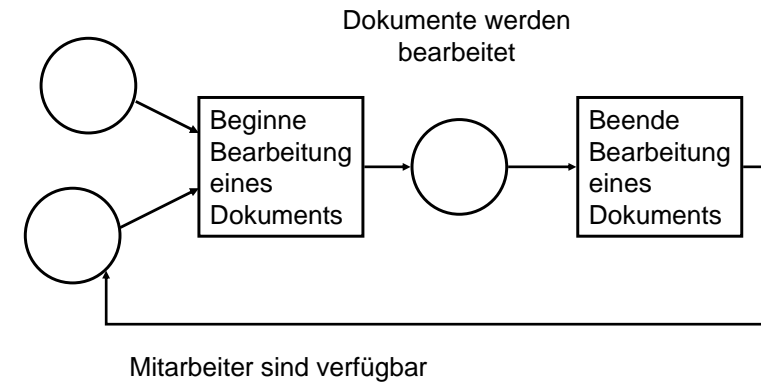 Dokumente werden
bearbeitet
Beginne
Bearbeitung
eines
Dokuments
Beende
Bearbeitung
eines
Dokuments
Mitarbeiter sind verfügbar